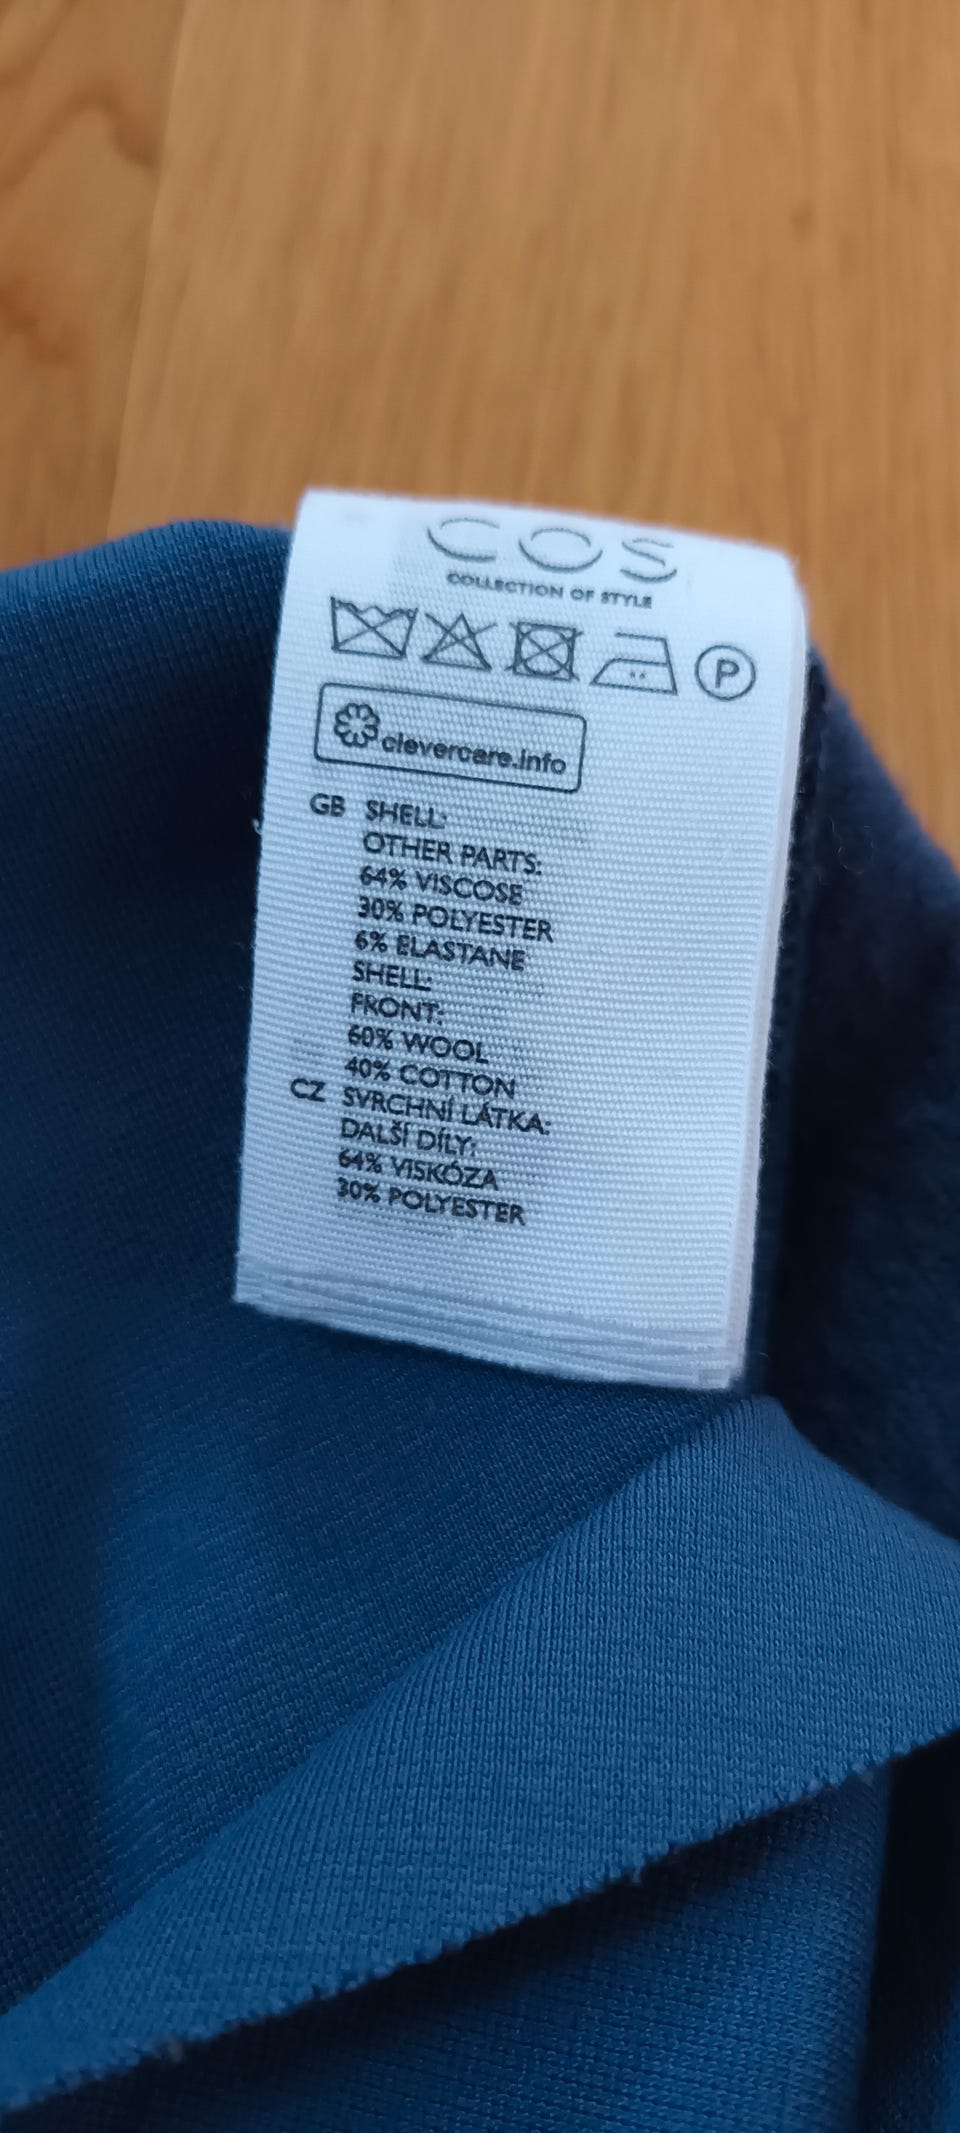 COS
COLLECTION OF STYLE
P
clevercare.info
GB SHELL:
OTHER PARTS:
64% VISCOSE
30% POLYESTER
6% ELASTANE
SHELL:
FRONT:
60% WOOL
40% COTTON
CZ SVRCHNÍ LÁTKA:
DALŠÍ DÍLY:
64% VISKÓZA
30% POLYESTER